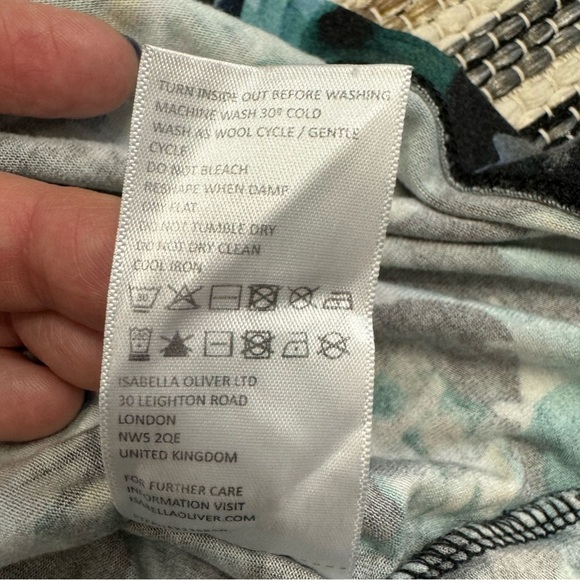 TURN INSIDE OUT BEFORE WASHING
MACHINE WASH 30º COLD
WASH AS WOOL CYCLE / GENTLE
CYCLE
DO NOT BLEACH
RESHAPE WHEN DAMP
DRY FLAT
DO NOT TUMBLE DRY
DO NOT DRY CLEAN
COOL IRON
30
ISABELLA OLIVER LTD
30 LEIGHTON ROAD
LONDON
NW5 2QE
UNITED KINGDOM
FOR FURTHER CARE
INFORMATION VISIT
ISABELLAOLIVER.COM